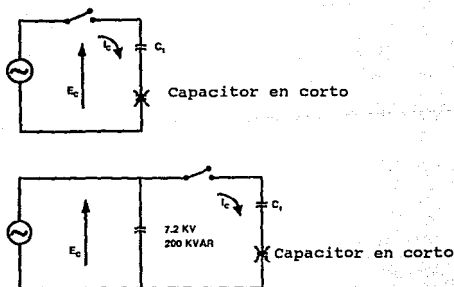 Ic
C1
Ec
Capacitor en corto
Ic
C1
Ec
7.2 KV
200 KVAR
Capacitor en corto